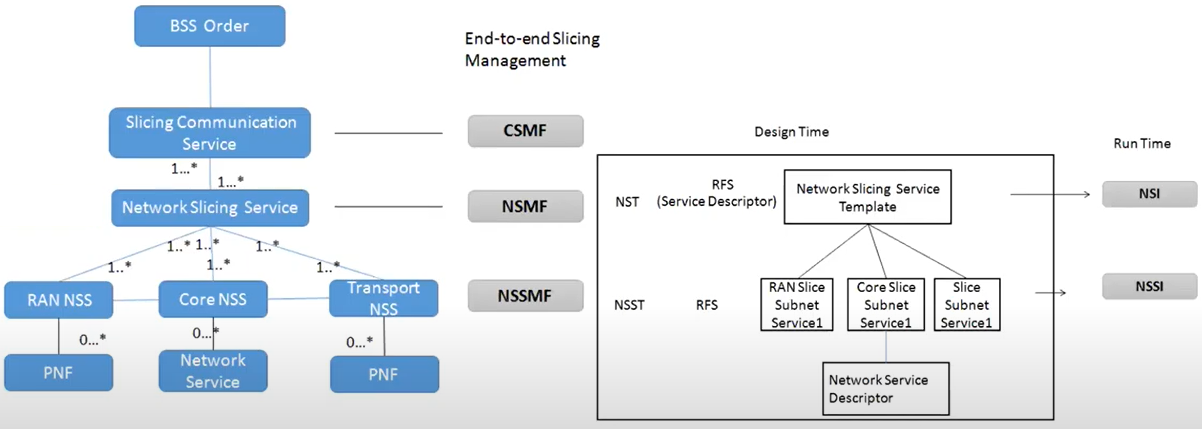 BSS Order
Slicing Communication
Service
1...*
1...*
Network Slicing Service
1..*
1..*
1..*
1..*
1..*
1..*
RAN NSS
Core NSS
Transport
NSS
0...*
0...*
0...*
PNF
Network
Service
PNF
End-to-end Slicing
Management
CSMF
NSMF
NSSMF
Design Time
Run Time
NST
RFS
(Service Descriptor)
Network Slicing Service
Template
NSI
NSST
RFS
RAN Slice
Subnet
Service1
Core Slice
Subnet
Service1
Slice
Subnet
Service1
NSSI
Network Service
Descriptor